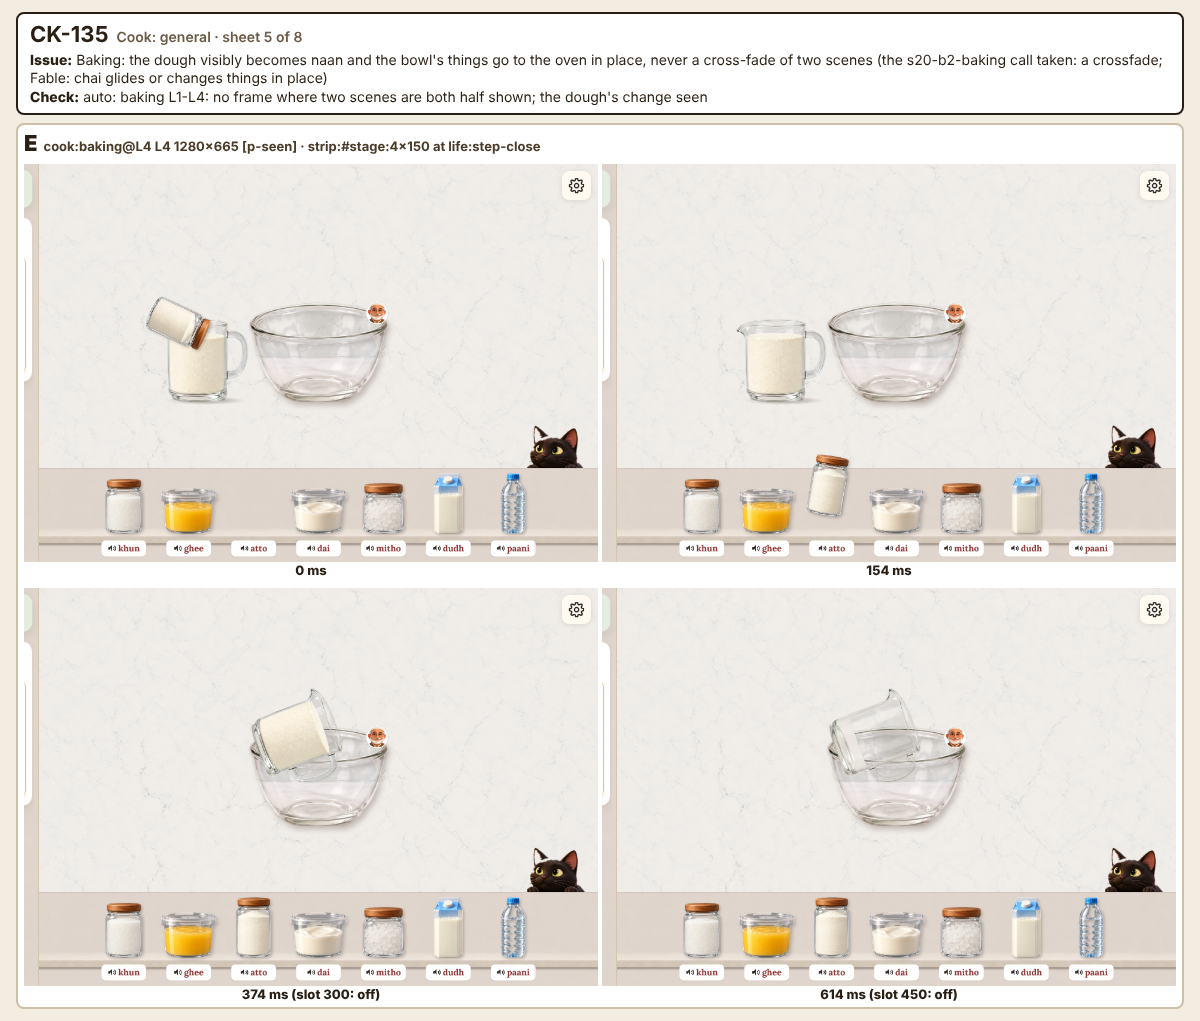 CK-135 Cook: general · sheet 5 of 8
Issue: Baking: the dough visibly becomes naan and the bowl's things go to the oven in place, never a cross-fade of two scenes (the s20-b2-baking call taken: a crossfade;
Fable: chai glides or changes things in place)
Check: auto: baking L1-L4: no frame where two scenes are both half shown; the dough's change seen
E cook:baking@L4 L4 1280×665 [p-seen] · strip:#stage:4×150 at life:step-close
khun ghee atto dai mitho dudh paani
0 ms
khun ghee atto dai mitho dudh paani
154 ms
khun ghee atto dai mitho dudh paani
374 ms (slot 300: off)
khun ghee atto dai mitho dudh paani
614 ms (slot 450: off)